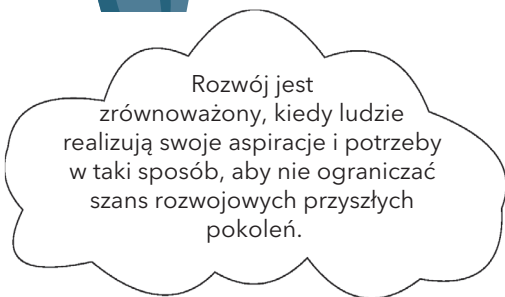 Rozwój jest
zrównoważony, kiedy ludzie
realizują swoje aspiracje i potrzeby
w taki sposób, aby nie ograniczać
szans rozwojowych przyszłych
pokoleń.